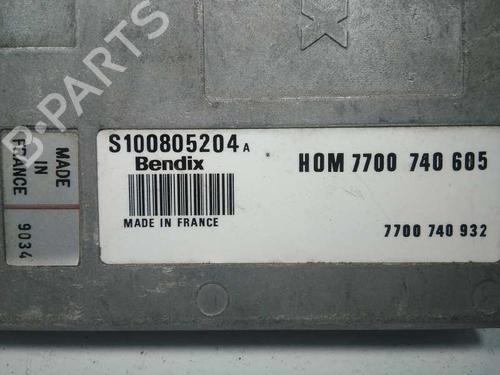 B-PARTS
X
MADE
IN
FRANCE
9034
S100805204 A
Bendix
MADE IN FRANCE
HOM 7700 740 605
7700 740 932